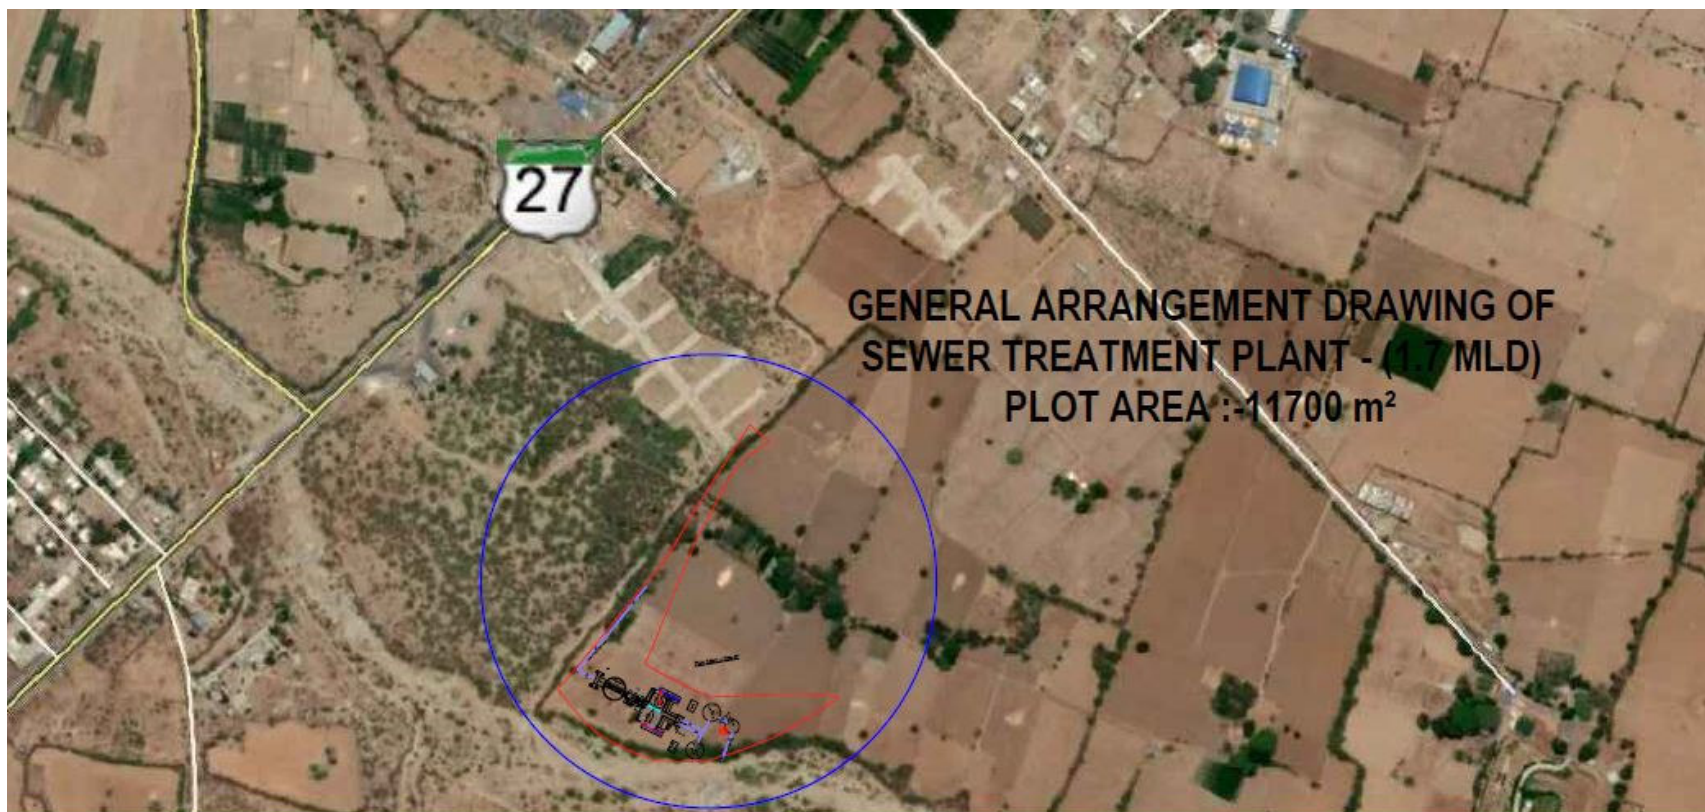 27
GENERAL ARRANGEMENT DRAWING OF
SEWER TREATMENT PLANT - (1.7 MLD)
PLOT AREA :-11700 m²